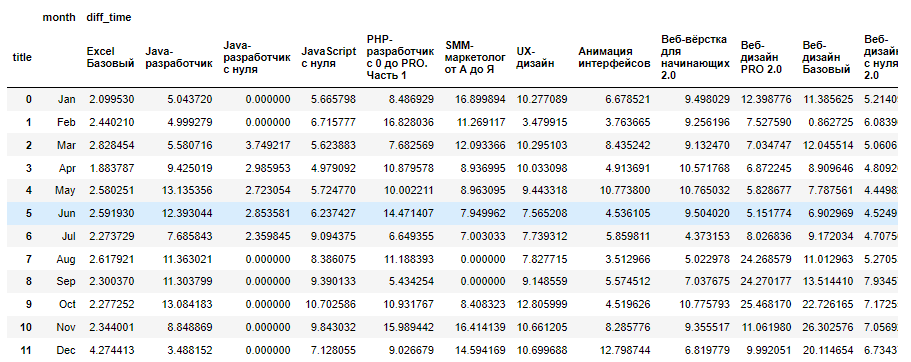 month diff_time
title Excel Базовый Java-разработчик Java-разработчик с нуля JavaScript с нуля PHP-разработчик с 0 до PRO. Часть 1 SMM-маркетолог от А до Я UX-дизайн Анимация интерфейсов Веб-вёрстка для начинающих 2.0 Веб-дизайн PRO 2.0 Веб-дизайн Базовый Веб-дизайн с нуля 2.0
0 Jan 2.099530 5.043720 0.000000 5.665798 8.486929 16.899894 10.277089 6.678521 9.498029 12.398776 11.385625 5.2140
1 Feb 2.440210 4.999279 0.000000 6.715777 16.828036 11.269117 3.479915 3.763665 9.256196 7.527590 0.862725 6.0839
2 Mar 2.828454 5.580716 3.749217 5.623883 7.682569 12.093366 10.295103 8.435242 9.132470 7.034747 12.045514 5.0606
3 Apr 1.883787 9.425019 2.985953 4.979092 10.879578 8.936995 10.033098 4.913691 10.571768 6.872245 8.909646 4.8092
4 May 2.580251 13.135356 2.723054 5.724770 10.002211 8.963095 9.443318 10.773800 10.765032 5.828677 7.787561 4.4498
5 Jun 2.591930 12.393044 2.853581 6.237427 14.471407 7.949962 7.565208 4.536105 9.504020 5.151774 6.902969 4.5249
6 Jul 2.273729 7.685843 2.359845 9.094375 6.649355 7.003033 7.739312 5.859811 4.373153 8.026836 9.172034 4.7075
7 Aug 2.617921 11.363021 0.000000 8.386075 11.188393 0.000000 7.827715 3.512966 5.022978 24.268579 11.012963 5.2705
8 Sep 2.300370 11.303799 0.000000 9.390133 5.434254 0.000000 9.148559 5.574512 7.037675 24.270177 13.514410 7.9345
9 Oct 2.277252 13.084183 0.000000 10.702586 10.931767 8.408323 12.805999 4.519626 10.775793 25.468170 22.726165 7.1725
10 Nov 2.344001 8.848869 0.000000 9.843032 15.989442 16.414139 10.661205 8.285776 9.355517 11.061980 26.302576 7.0569
11 Dec 4.274413 3.488152 0.000000 7.128055 9.026679 14.594169 10.699688 12.798744 6.819779 9.992051 20.114654 6.7343